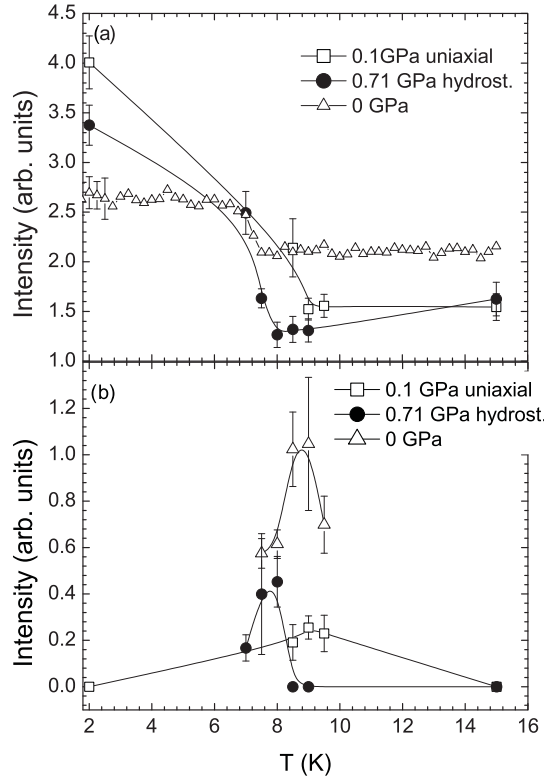 4.5
(a)
0.1GPa uniaxial
4.0
0.71 GPa hydrost.
3.5
0 GPa
3.0
Intensity (arb. units)
2.5
2.0
1.5
1.0
(b)
0.1 GPa uniaxial
1.2
0.71 GPa hydrost.
0 GPa
1.0
0.8
Intensity (arb. units)
0.6
0.4
0.2
0.0
2 4 6 8 10 12 14 16
T (K)